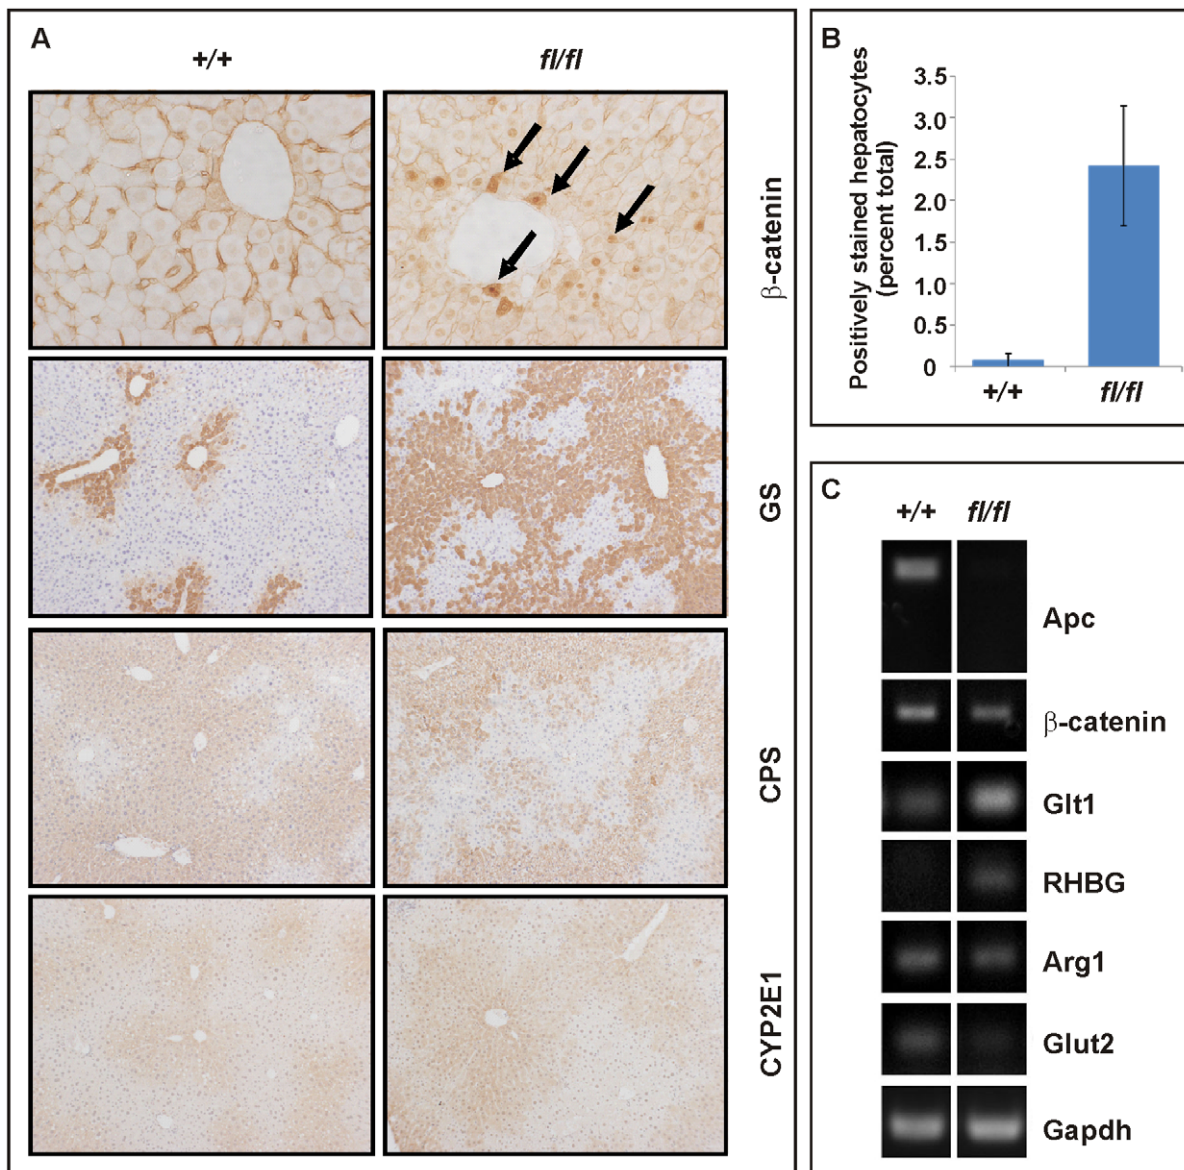 A
+/+ fl/fl
β-catenin
GS
CPS
CYP2E1
B
Positively stained hepatocytes
(percent total)
3.5
3.0
2.5
2.0
1.5
1.0
0.5
0
+/+ fl/fl
C
+/+ fl/fl
Apc
β-catenin
Glt1
RHBG
Arg1
Glut2
Gapdh